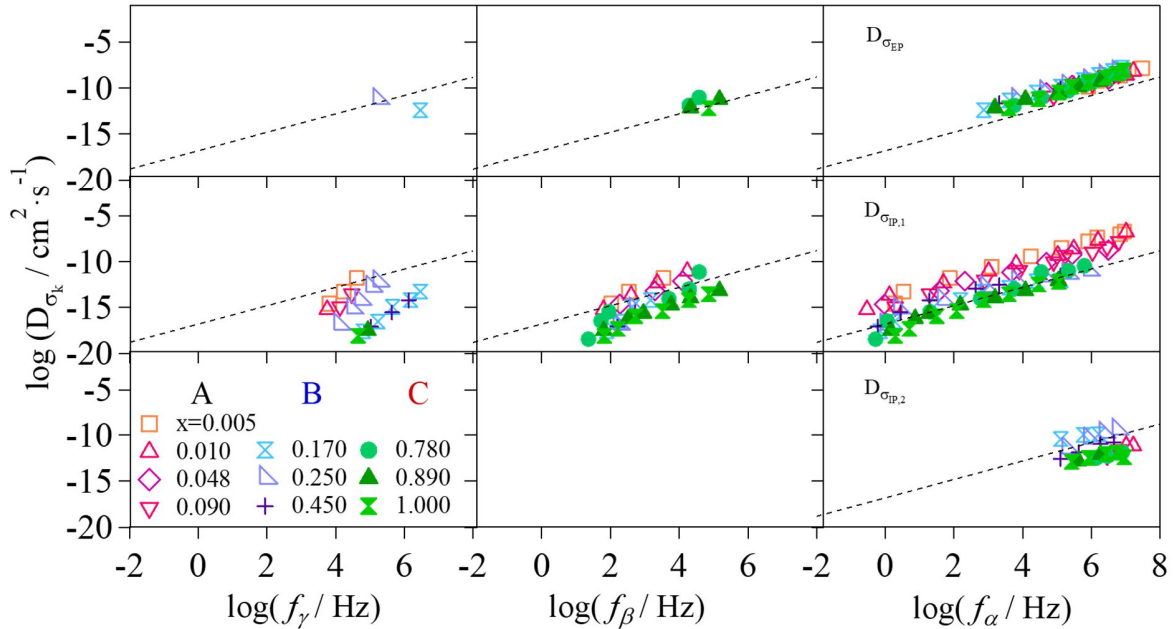 log (D_σk / cm² · s⁻¹)
-5
-10
-15
-20
D_σEP
-5
-10
-15
-20
D_σIP,1
-5
-10
-15
-20
D_σIP,2
A B C
x=0.005
0.010 0.170 0.780
0.048 0.250 0.890
0.090 0.450 1.000
-2 0 2 4 6 -2 0 2 4 6 -2 0 2 4 6 8
log(f_γ / Hz) log(f_β / Hz) log(f_α / Hz)